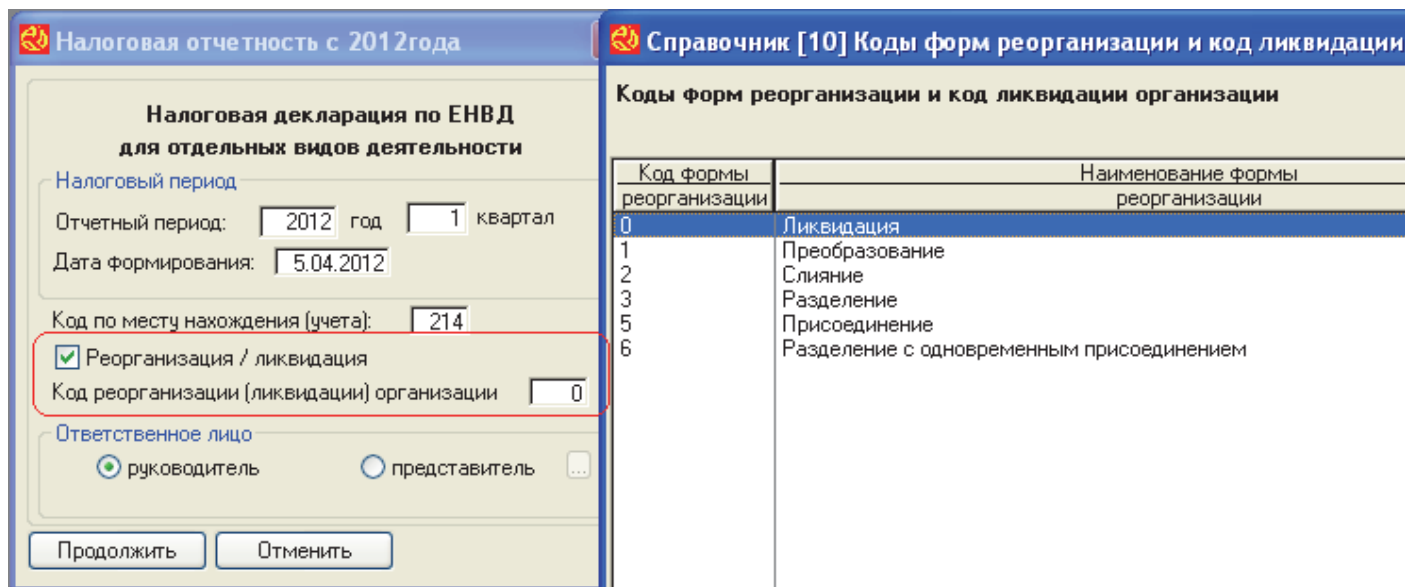 Налоговая отчетность с 2012года
Налоговая декларация по ЕНВД
для отдельных видов деятельности
Налоговый период
Отчетный период: 2012 год 1 квартал
Дата формирования: 5.04.2012
Код по месту нахождения (учета): 214
Реорганизация / ликвидация
Код реорганизации (ликвидации) организации 0
Ответственное лицо
руководитель представитель ...
Продолжить Отменить
Справочник [10] Коды форм реорганизации и код ликвидации
Коды форм реорганизации и код ликвидации организации
Код формы Наименование формы
реорганизации реорганизации
0 Ликвидация
1 Преобразование
2 Слияние
3 Разделение
5 Присоединение
6 Разделение с одновременным присоединением